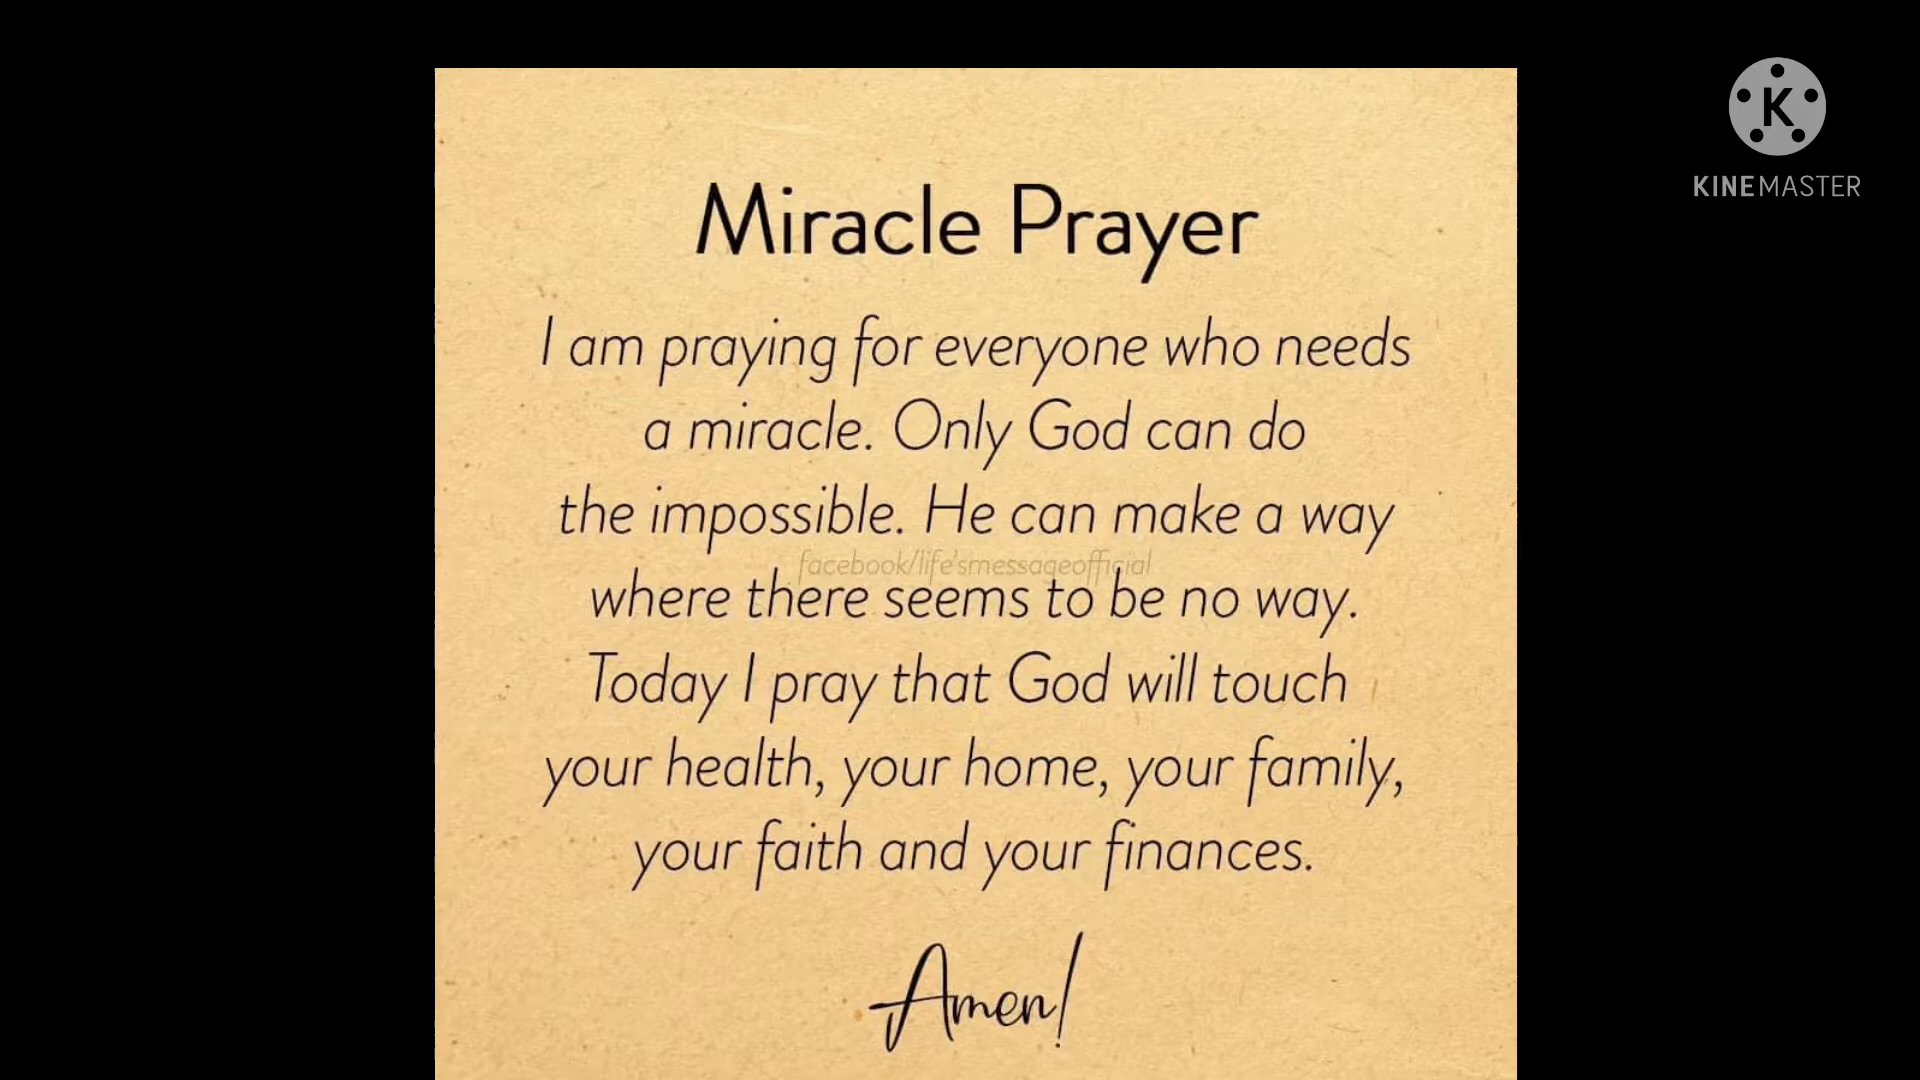 Miracle Prayer
I am praying for everyone who needs
a miracle. Only God can do
the impossible. He can make a way
facebook/life'smessageofficial
where there seems to be no way.
Today I pray that God will touch
your health, your home, your family,
your faith and your finances.
Amen!
K
KINEMASTER